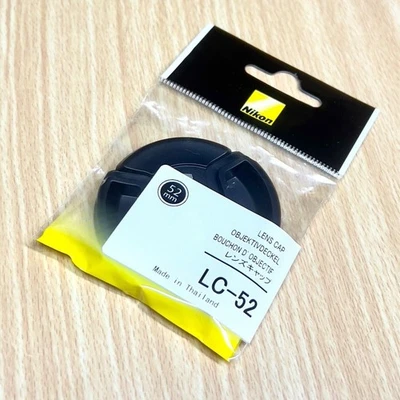 Nikon
52
mm
LENS CAP
OBJEKTIVDECKEL
BOUCHON D' OBJECTIF
レンズキャップ
LC-52
Made in Thailand